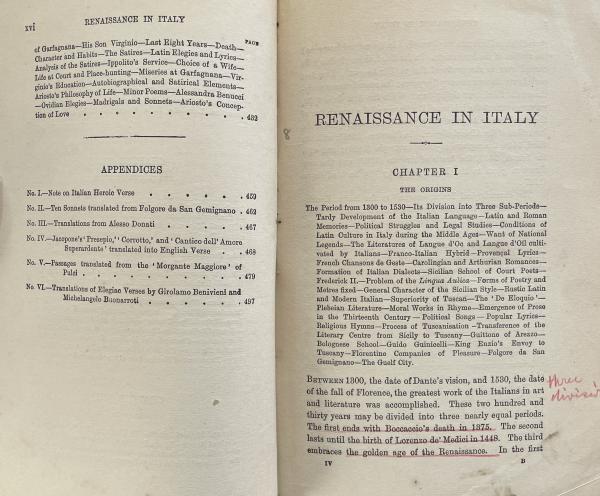 xvi RENAISSANCE IN ITALY
PAGE
of Garfagnana—His Son Virginio—Last Eight Years—Death—
Character and Habits—The Satires—Latin Elegies and Lyrics—
Analysis of the Satires—Ippolito's Service—Choice of a Wife—
Life at Court and Place-hunting—Miseries at Garfagnana—Vir-
ginio's Education—Autobiographical and Satirical Elements—
Ariosto's Philosophy of Life—Minor Poems—Alessandra Benucci
—Ovidian Elegies—Madrigals and Sonnets—Ariosto's Concep-
tion of Love . . . . . . . . . 432
APPENDICES
No. I.—Note on Italian Heroic Verse . . . . . . 459
No. II.—Ten Sonnets translated from Folgore da San Gemignano . 462
No. III.—Translations from Alesso Donati . . . . . 467
No. IV.—Jacopone's 'Presepio,' 'Corrotto,' and 'Cantico dell' Amore
Superardente' translated into English Verse . . . . 468
No. V.—Passages translated from the 'Morgante Maggiore' of
Pulci . . . . . . . . . 479
No. VI.—Translations of Elegiac Verses by Girolamo Benivieni and
Michelangelo Buonarroti . . . . . . 497
8
RENAISSANCE IN ITALY
CHAPTER I
THE ORIGINS
The Period from 1300 to 1530—Its Division into Three Sub-Periods—
Tardy Development of the Italian Language—Latin and Roman
Memories—Political Struggles and Legal Studies—Conditions of
Latin Culture in Italy during the Middle Ages—Want of National
Legends—The Literatures of Langue d'Oc and Langue d'Oil culti-
vated by Italians—Franco-Italian Hybrid—Provençal Lyrics—
French Chansons de Geste—Carolingian and Arthurian Romances—
Formation of Italian Dialects—Sicilian School of Court Poets—
Frederick II.—Problem of the Lingua Aulica—Forms of Poetry and
Metres fixed—General Character of the Sicilian Style—Rustic Latin
and Modern Italian—Superiority of Tuscan—The 'De Eloquio'—
Plebeian Literature—Moral Works in Rhyme—Emergence of Prose
in the Thirteenth Century—Political Songs—Popular Lyrics—
Religious Hymns—Process of Tuscanisation—Transference of the
Literary Centre from Sicily to Tuscany—Guittone of Arezzo—
Bolognese School—Guido Guinicelli—King Enzio's Envoy to
Tuscany—Florentine Companies of Pleasure—Folgore da San
Gemignano—The Guelf City.
BETWEEN 1300, the date of Dante's vision, and 1530, the date
of the fall of Florence, the greatest work of the Italians in art
and literature was accomplished. These two hundred and
thirty years may be divided into three nearly equal periods.
The first ends with Boccaccio's death in 1375. The second
lasts until the birth of Lorenzo de' Medici in 1448. The third
embraces the golden age of the Renaissance. In the first
three
IV B